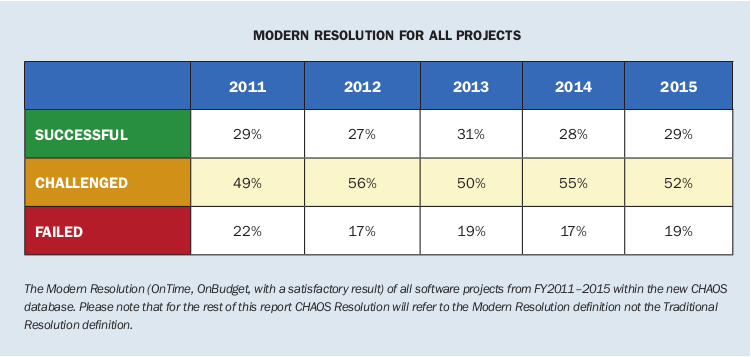 MODERN RESOLUTION FOR ALL PROJECTS
2011 2012 2013 2014 2015
SUCCESSFUL 29% 27% 31% 28% 29%
CHALLENGED 49% 56% 50% 55% 52%
FAILED 22% 17% 19% 17% 19%
The Modern Resolution (OnTime, OnBudget, with a satisfactory result) of all software projects from FY2011–2015 within the new CHAOS
database. Please note that for the rest of this report CHAOS Resolution will refer to the Modern Resolution definition not the Traditional
Resolution definition.